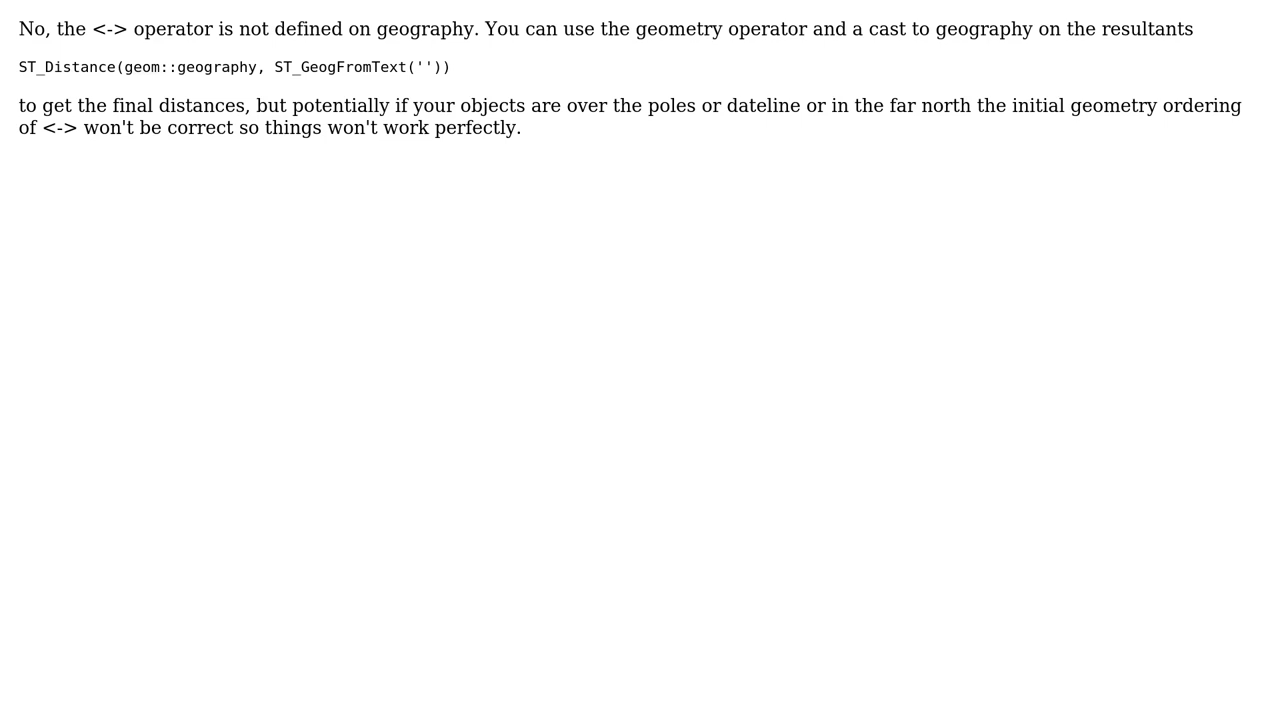 No, the <-> operator is not defined on geography. You can use the geometry operator and a cast to geography on the resultants
ST_Distance(geom::geography, ST_GeogFromText(''))
to get the final distances, but potentially if your objects are over the poles or dateline or in the far north the initial geometry ordering
of <-> won't be correct so things won't work perfectly.